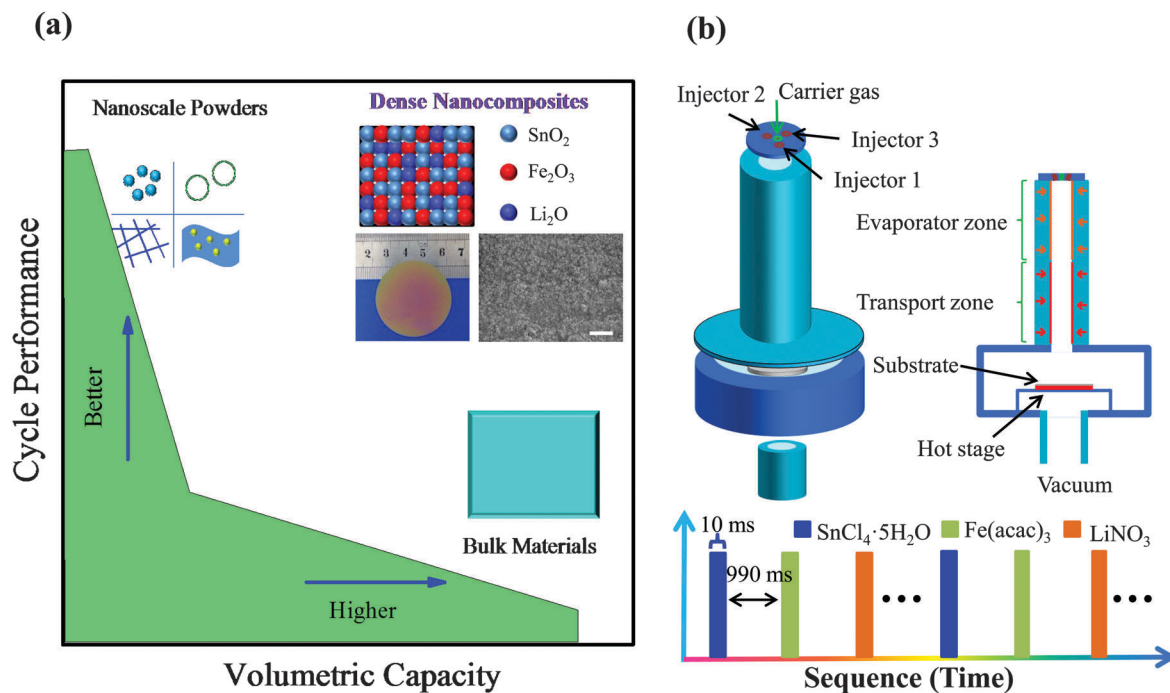 (a)
Nanoscale Powders
Dense Nanocomposites
SnO₂
Fe₂O₃
Li₂O
2 3 4 5 6 7
Cycle Performance
Better
Bulk Materials
Higher
Volumetric Capacity
(b)
Injector 2
Carrier gas
Injector 3
Injector 1
Evaporator zone
Transport zone
Substrate
Hot stage
Vacuum
10 ms
SnCl₄·5H₂O
Fe(acac)₃
LiNO₃
990 ms
Sequence (Time)